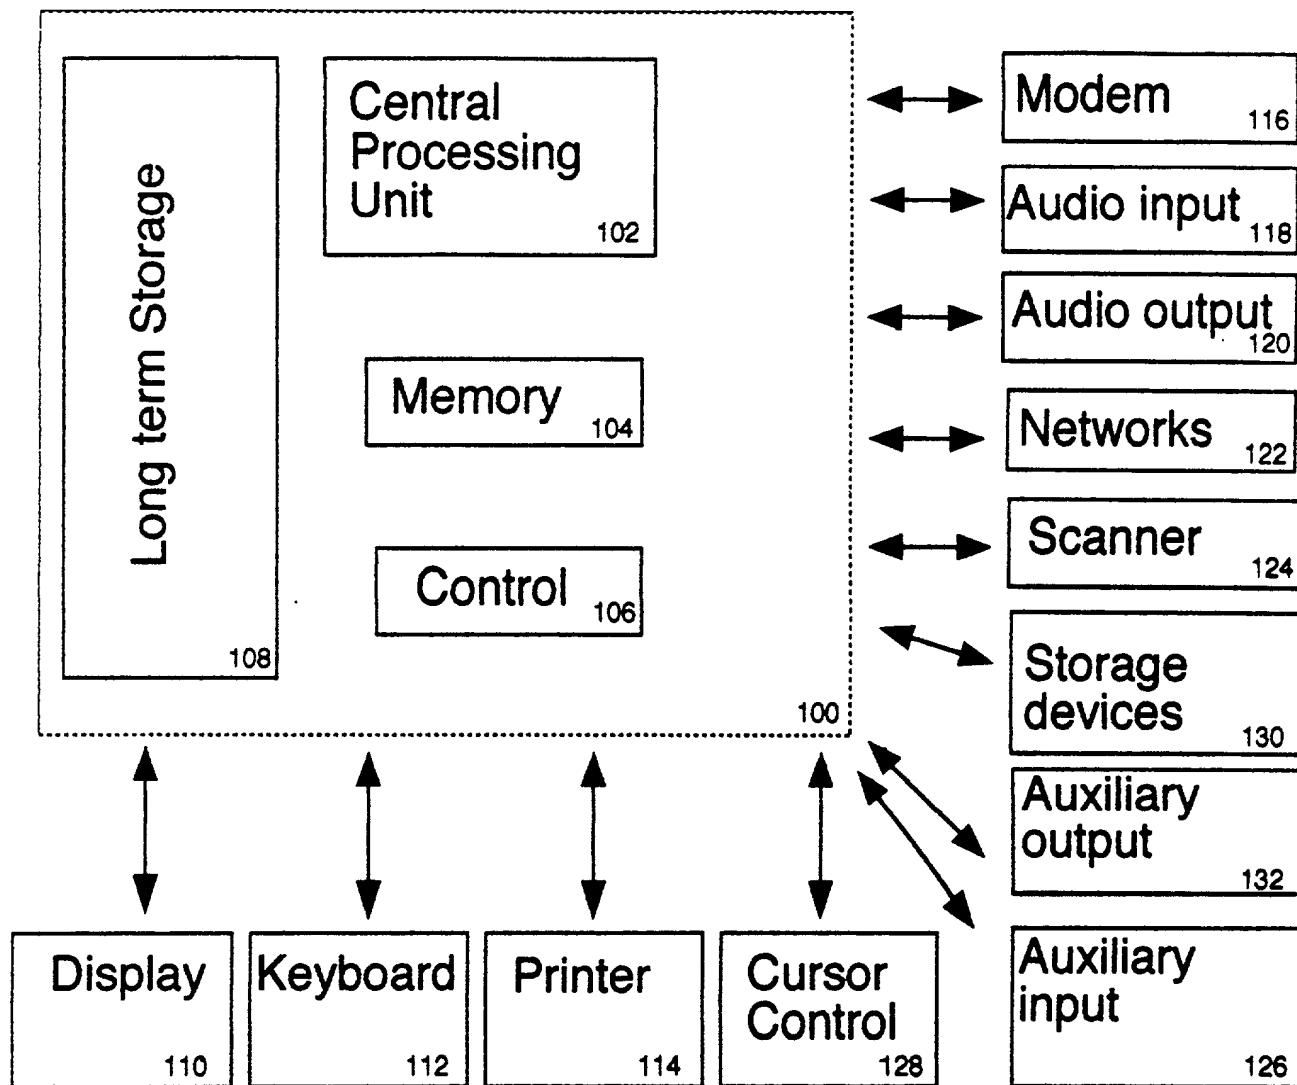 Long term Storage
108
Central
Processing
Unit
102
Memory
104
Control
106
100
Modem
116
Audio input
118
Audio output
120
Networks
122
Scanner
124
Storage
devices
130
Auxiliary
output
132
Auxiliary
input
126
Display
110
Keyboard
112
Printer
114
Cursor
Control
128